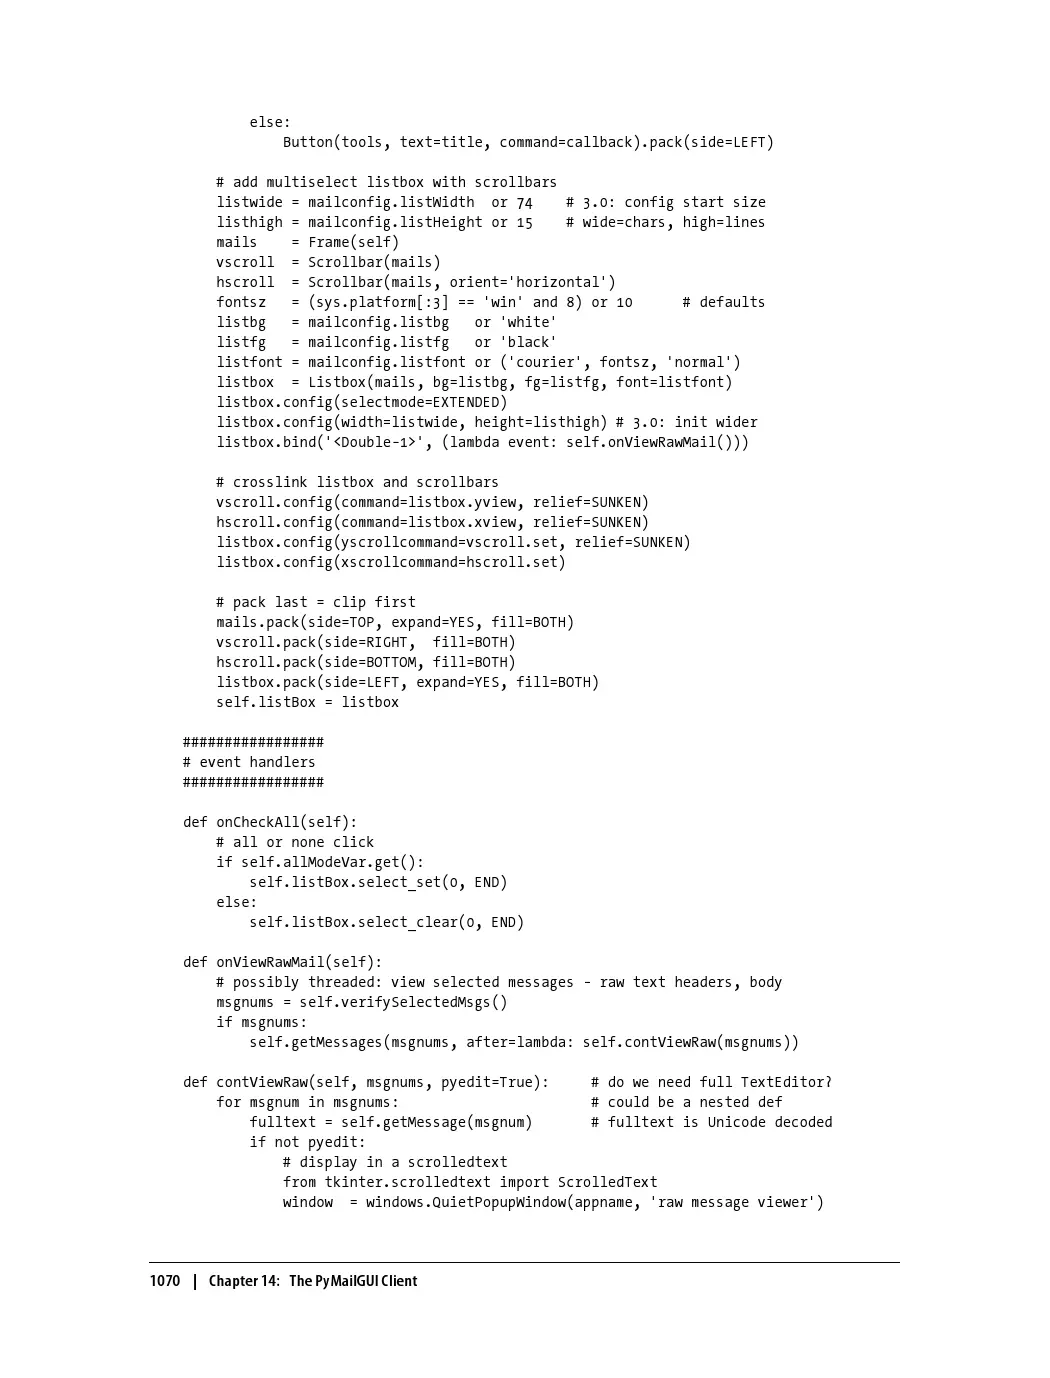 else:
            Button(tools, text=title, command=callback).pack(side=LEFT)

    # add multiselect listbox with scrollbars
    listwide = mailconfig.listWidth  or 74    # 3.0: config start size
    listhigh = mailconfig.listHeight or 15    # wide=chars, high=lines
    mails    = Frame(self)
    vscroll  = Scrollbar(mails)
    hscroll  = Scrollbar(mails, orient='horizontal')
    fontsz   = (sys.platform[:3] == 'win' and 8) or 10      # defaults
    listbg   = mailconfig.listbg   or 'white'
    listfg   = mailconfig.listfg   or 'black'
    listfont = mailconfig.listfont or ('courier', fontsz, 'normal')
    listbox  = Listbox(mails, bg=listbg, fg=listfg, font=listfont)
    listbox.config(selectmode=EXTENDED)
    listbox.config(width=listwide, height=listhigh) # 3.0: init wider
    listbox.bind('<Double-1>', (lambda event: self.onViewRawMail()))

    # crosslink listbox and scrollbars
    vscroll.config(command=listbox.yview, relief=SUNKEN)
    hscroll.config(command=listbox.xview, relief=SUNKEN)
    listbox.config(yscrollcommand=vscroll.set, relief=SUNKEN)
    listbox.config(xscrollcommand=hscroll.set)

    # pack last = clip first
    mails.pack(side=TOP, expand=YES, fill=BOTH)
    vscroll.pack(side=RIGHT,  fill=BOTH)
    hscroll.pack(side=BOTTOM, fill=BOTH)
    listbox.pack(side=LEFT, expand=YES, fill=BOTH)
    self.listBox = listbox

#################
# event handlers
#################

def onCheckAll(self):
    # all or none click
    if self.allModeVar.get():
        self.listBox.select_set(0, END)
    else:
        self.listBox.select_clear(0, END)

def onViewRawMail(self):
    # possibly threaded: view selected messages - raw text headers, body
    msgnums = self.verifySelectedMsgs()
    if msgnums:
        self.getMessages(msgnums, after=lambda: self.contViewRaw(msgnums))

def contViewRaw(self, msgnums, pyedit=True):     # do we need full TextEditor?
    for msgnum in msgnums:                       # could be a nested def
        fulltext = self.getMessage(msgnum)       # fulltext is Unicode decoded
        if not pyedit:
            # display in a scrolledtext
            from tkinter.scrolledtext import ScrolledText
            window  = windows.QuietPopupWindow(appname, 'raw message viewer')

1070 | Chapter 14: The PyMailGUI Client